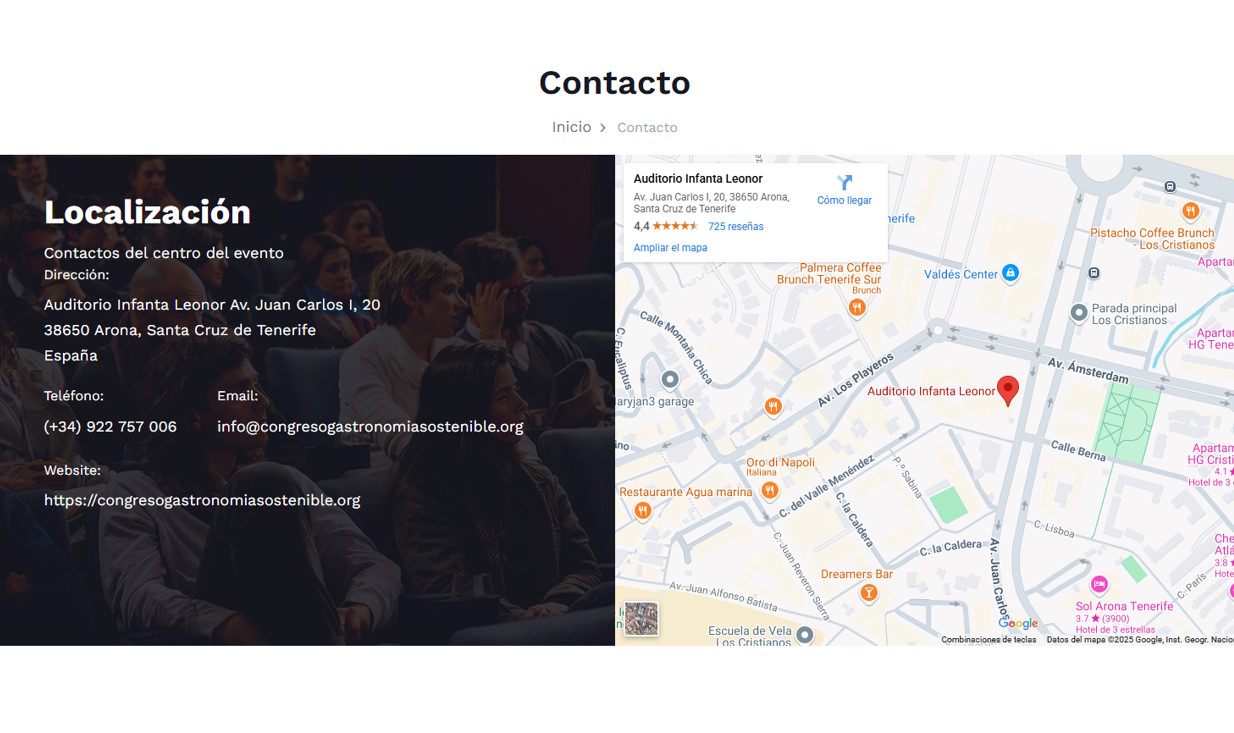 Contacto
Inicio > Contacto
Localización
Contactos del centro del evento
Dirección:
Auditorio Infanta Leonor Av. Juan Carlos I, 20
38650 Arona, Santa Cruz de Tenerife
España
Teléfono:
Email:
(+34) 922 757 006
info@congresogastronomiasostenible.org
Website:
https://congresogastronomiasostenible.org
Auditorio Infanta Leonor
Av. Juan Carlos I, 20, 38650 Arona,
Santa Cruz de Tenerife
4,4
725 reseñas
Ampliar el mapa
Cómo llegar
Pistacho Coffee Brunch
- Los Cristianos
Palmera Coffee
Brunch Tenerife Sur
Brunch
Valdés Center
Parada principal
Los Cristianos
Calle Montaña Chica
C. Eucaliptus
Av. Los Playeros
Av. Ámsterdam
Auditorio Infanta Leonor
aryjan3 garage
Calle Berna
Oro di Napoli
Italiana
C. del Valle Menéndez
P.º Sabina
Restaurante Agua marina
C. la Caldera
C. Lisboa
C. la Caldera
Av. Juan Carlos
C. Juan Reveron Sierra
C. Paris
Dreamers Bar
Av. Juan Alfonso Batista
Sol Arona Tenerife
3.7 ★ (3900)
Hotel de 3 estrellas
Escuela de Vela
Los Cristianos
HG Tene
HG Cristi
4.1
Hotel de 3
3.8
Google
Combinaciones de teclas
Datos del mapa ©2025 Google, Inst. Geogr. Nacio